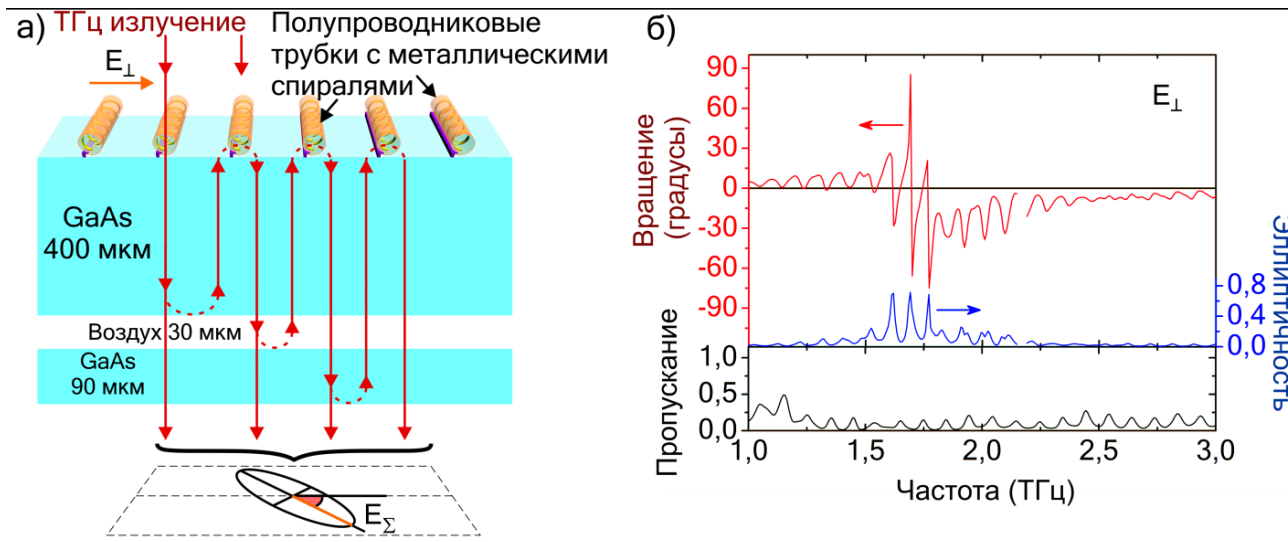 а)
ТГц излучение
Полупроводниковые
трубки с металлическими
спиралями
E⊥
GaAs
400 мкм
Воздух 30 мкм
GaAs
90 мкм
EΣ
б)
E⊥
Вращение
(градусы)
90
60
30
0
-30
-60
-90
0,8
0,4
0,0
Эллиптичность
Пропускание
1,0
0,5
0,0
1,0 1,5 2,0 2,5 3,0
Частота (ТГц)